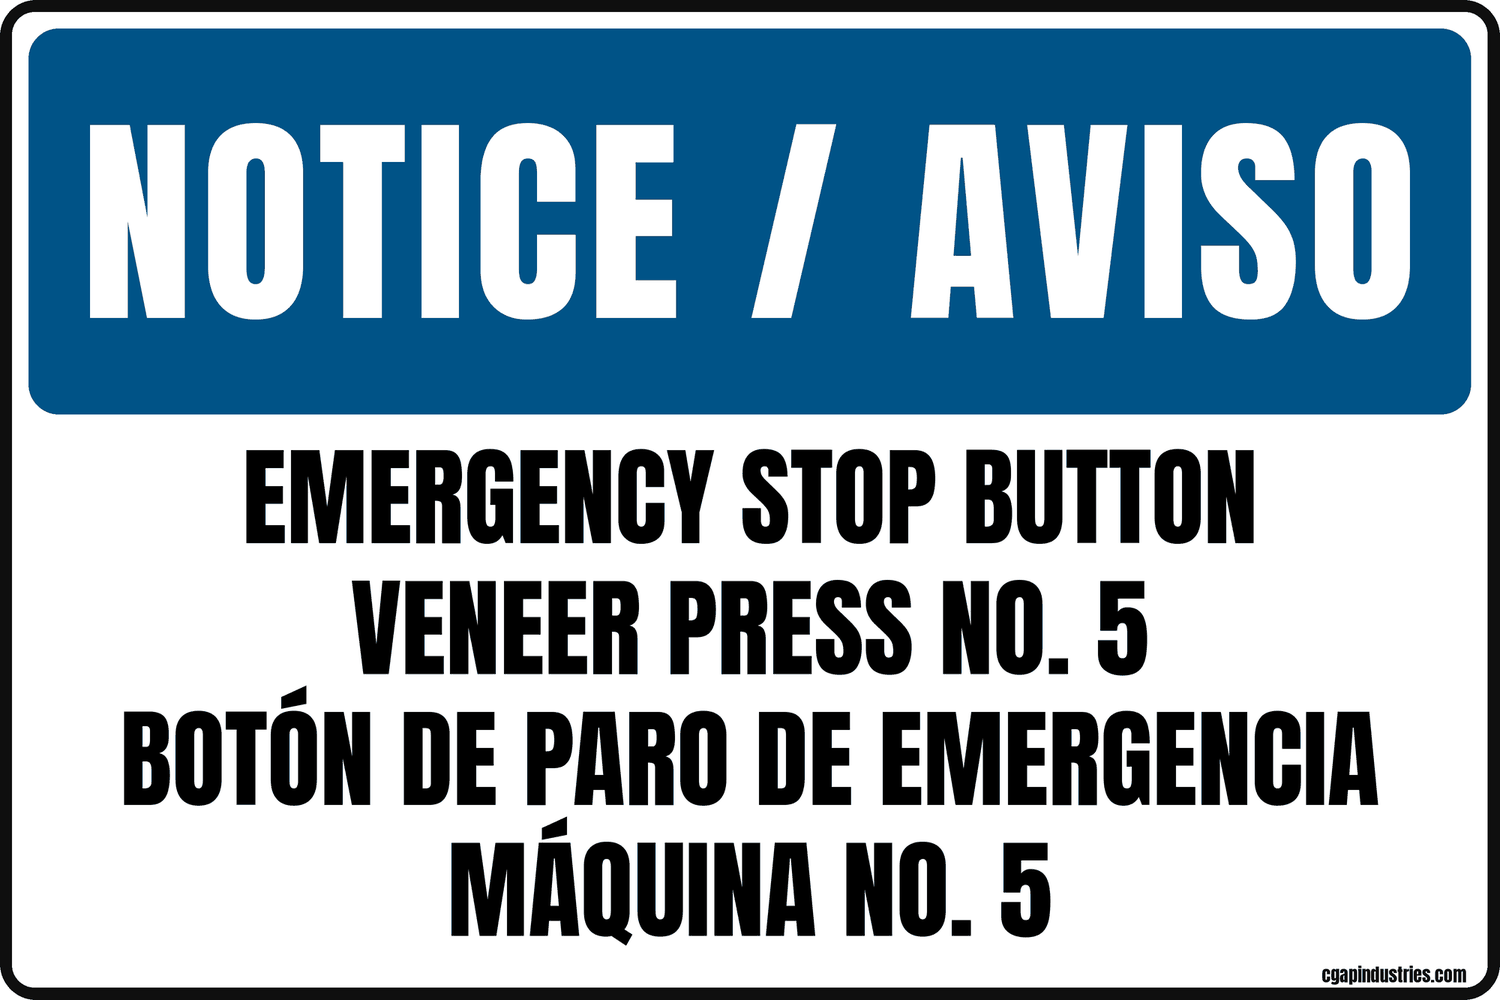 NOTICE / AVISO
EMERGENCY STOP BUTTON
VENEER PRESS NO. 5
BOTÓN DE PARO DE EMERGENCIA
MÁQUINA NO. 5
cgapindustries.com